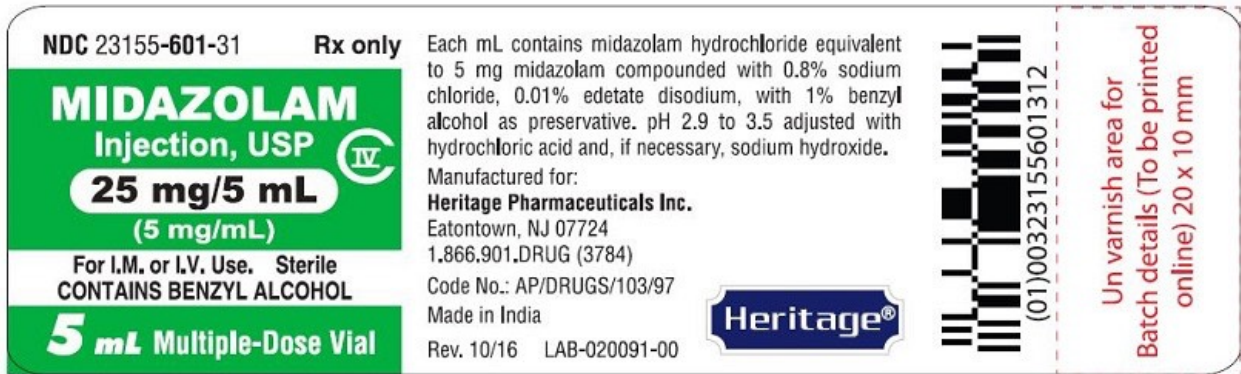 NDC 23155-601-31 Rx only
MIDAZOLAM
Injection, USP
CIV
25 mg/5 mL
(5 mg/mL)
For I.M. or I.V. Use. Sterile
CONTAINS BENZYL ALCOHOL
5 mL Multiple-Dose Vial
Each mL contains midazolam hydrochloride equivalent
to 5 mg midazolam compounded with 0.8% sodium
chloride, 0.01% edetate disodium, with 1% benzyl
alcohol as preservative. pH 2.9 to 3.5 adjusted with
hydrochloric acid and, if necessary, sodium hydroxide.
Manufactured for:
Heritage Pharmaceuticals Inc.
Eatontown, NJ 07724
1.866.901.DRUG (3784)
Code No.: AP/DRUGS/103/97
Made in India
Rev. 10/16 LAB-020091-00
Heritage®
(01)00323155601312
Un varnish area for
Batch details (To be printed
online) 20 x 10 mm